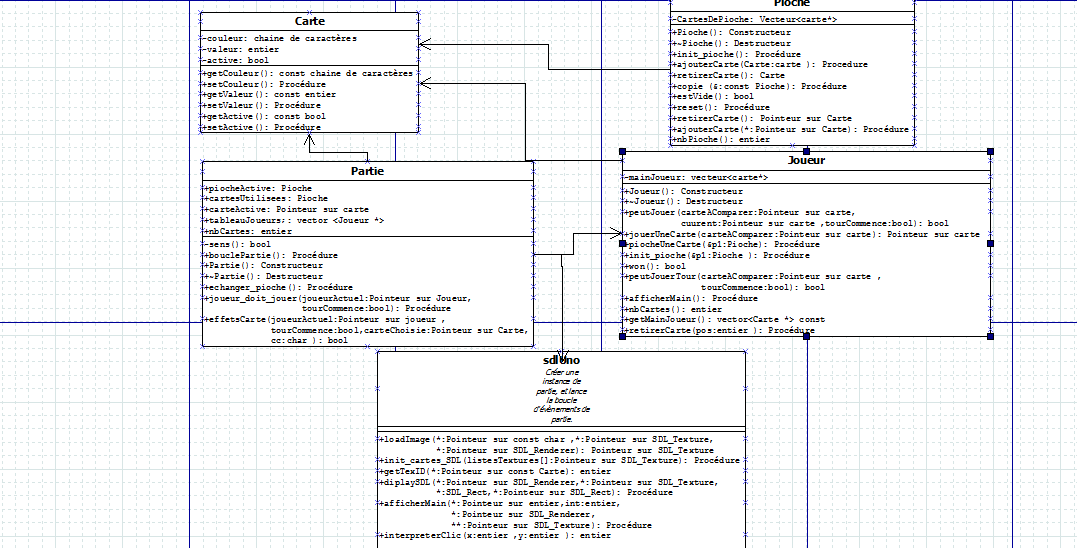 Carte
-couleur: chaine de caractères
-valeur: entier
-active: bool
+getCouleur(): const chaine de caractères
+setCouleur(): Procédure
+getValeur(): const entier
+setValeur(): Procédure
+getActive(): const bool
+setActive(): Procédure
Pioche
-CartesDePioche: Vecteur<carte*>
+Pioche(): Constructeur
+~Pioche(): Destructeur
+init_pioche(): Procédure
+ajouterCarte(Carte:carte ): Procedure
+retirerCarte(): Carte
+copie (&:const Pioche): Procédure
+estVide(): bool
+reset(): Procédure
+retirerCarte(): Pointeur sur Carte
+ajouterCarte(*:Pointeur sur Carte): Procédure
+nbPioche(): entier
Partie
+piocheActive: Pioche
+cartesUtilisees: Pioche
+carteActive: Pointeur sur carte
+tableauJoueurs;: vector <Joueur *>
+nbCartes: entier
-sens(): bool
+bouclePartie(): Procédure
+Partie(): Constructeur
+~Partie(): Destructeur
+echanger_pioche(): Procédure
+joueur_doit_jouer(joueurActuel:Pointeur sur Joueur,
tourCommence:bool): Procédure
+effetsCarte(joueurActuel:Pointeur sur joueur ,
tourCommence:bool,carteChoisie:Pointeur sur Carte,
cc:char ): bool
Joueur
-mainJoueur: vecteur<carte*>
+Joueur(): Constructeur
+~Joueur(): Destructeur
+peutJouer(carteAComparer:Pointeur sur carte,
cuurent:Pointeur sur carte ,tourCommence:bool): bool
+jouerUneCarte(carteAComparer:Pointeur sur carte): Pointeur sur carte
+piocheUneCarte(&p1:Pioche): Procédure
+init_pioche(&p1:Pioche ): Procédure
+won(): bool
+peutJouerTour(carteAComparer:Pointeur sur carte ,
tourCommence:bool): bool
+afficherMain(): Procédure
+nbCartes(): entier
+getMainJoueur(): vector<Carte *> const
+retirerCarte(pos:entier ): Procédure
sdluno
Créer une
instance de
partie, et lance
la boucle
d'évènements de
partie.
+loadImage(*:Pointeur sur const char ,*:Pointeur sur SDL_Texture,
*:Pointeur sur SDL_Renderer): Pointeur sur SDL_Texture
+init_cartes_SDL(listesTextures[]:Pointeur sur SDL_Texture): Procédure
+getTexID(*:Pointeur sur const Carte): entier
+diplaySDL(*:Pointeur sur SDL_Renderer,*:Pointeur sur SDL_Texture,
*:SDL_Rect,*:Pointeur sur SDL_Rect): Procédure
+afficherMain(*:Pointeur sur entier,int:entier,
*:Pointeur sur SDL_Renderer,
**:Pointeur sur SDL_Texture): Procédure
+interpreterClic(x:entier ,y:entier ): entier